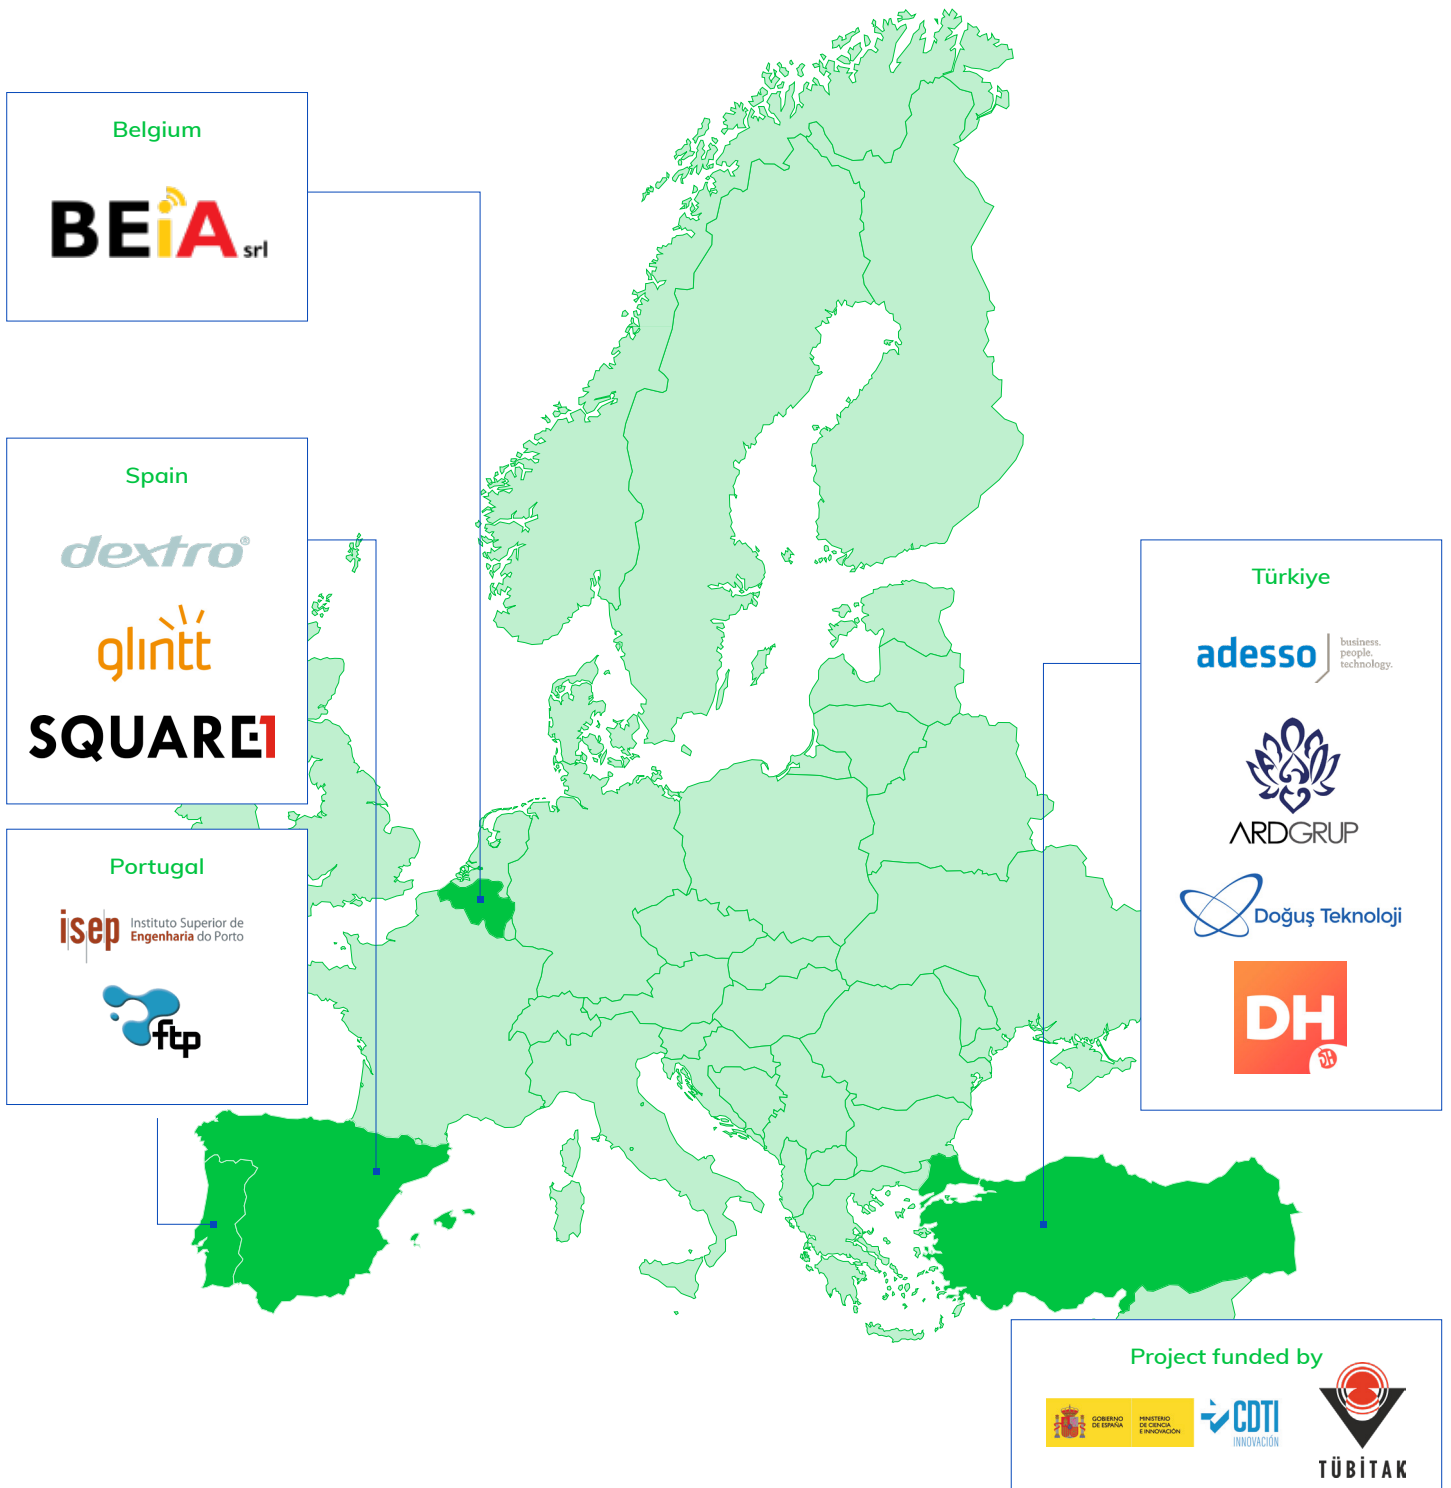 Belgium
BEiA srl
Spain
dextro®
glintt
SQUARE1
Portugal
isep Instituto Superior de
Engenharia do Porto
ftp
Türkiye
adesso business.
people.
technology.
ARDGRUP
Doğuş Teknoloji
DH
Project funded by
GOBIERNO
DE ESPAÑA
MINISTERIO
DE CIENCIA
E INNOVACIÓN
CDTI
INNOVACIÓN
TÜBİTAK